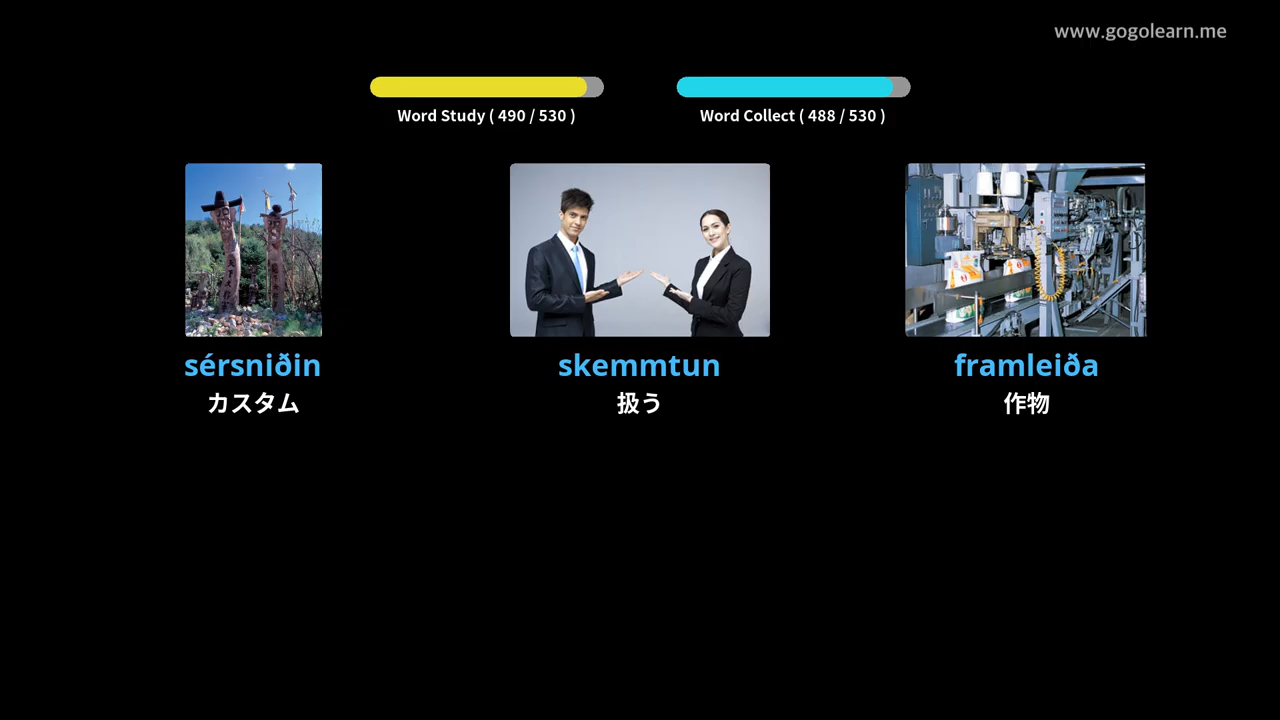 www.gogolearn.me
Word Study ( 490 / 530 )
Word Collect ( 488 / 530 )
sérsniðin
カスタム
skemmtun
扱う
framleiða
作物